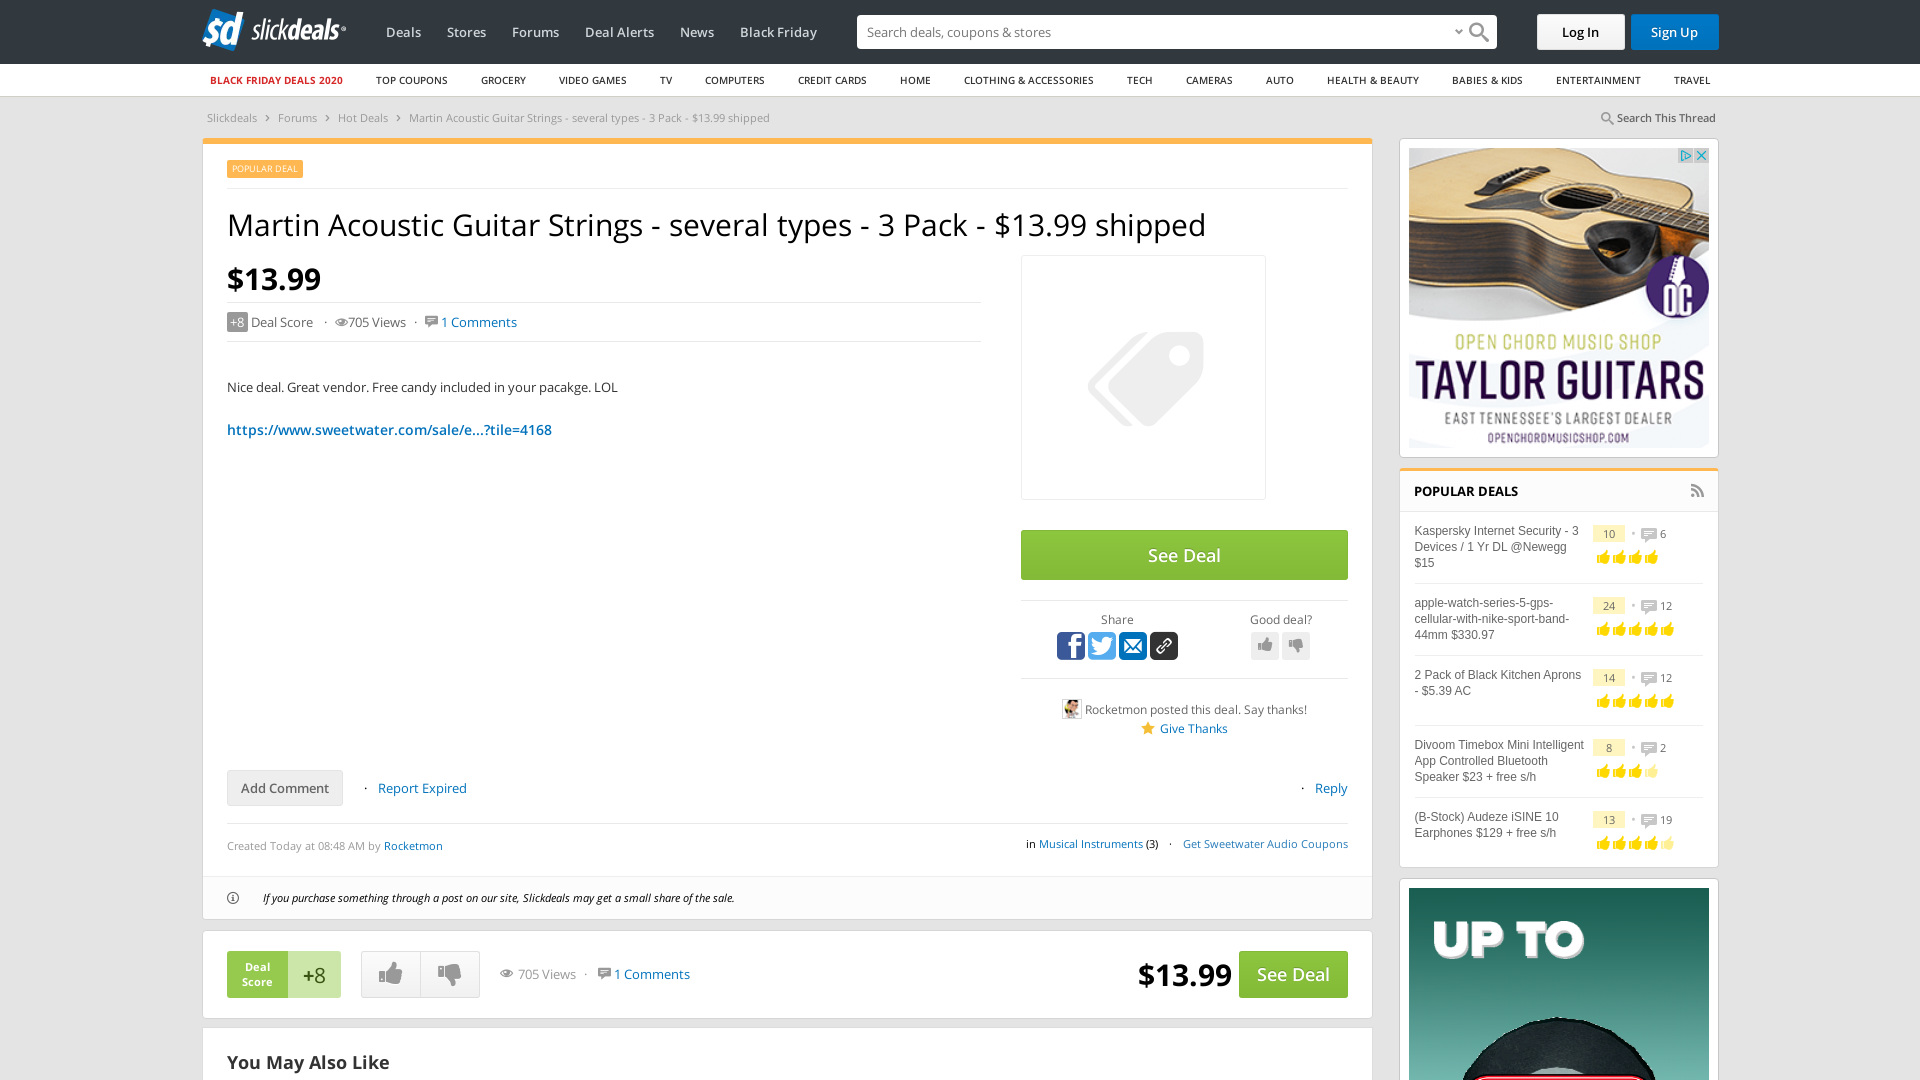 slickdeals
Deals
Stores
Forums
Deal Alerts
News
Black Friday
Search deals, coupons & stores
Log In
Sign Up
BLACK FRIDAY DEALS 2020
TOP COUPONS
GROCERY
VIDEO GAMES
TV
COMPUTERS
CREDIT CARDS
HOME
CLOTHING & ACCESSORIES
TECH
CAMERAS
AUTO
HEALTH & BEAUTY
BABIES & KIDS
ENTERTAINMENT
TRAVEL
Slickdeals › Forums › Hot Deals › Martin Acoustic Guitar Strings - several types - 3 Pack - $13.99 shipped
Search This Thread
POPULAR DEAL
Martin Acoustic Guitar Strings - several types - 3 Pack - $13.99 shipped
$13.99
+8 Deal Score · 705 Views · 1 Comments
Nice deal. Great vendor. Free candy included in your pacakge. LOL
https://www.sweetwater.com/sale/e...?tile=4168
See Deal
Share
Good deal?
Rocketmon posted this deal. Say thanks!
Give Thanks
Add Comment · Report Expired
· Reply
Created Today at 08:48 AM by Rocketmon
in Musical Instruments (3) · Get Sweetwater Audio Coupons
If you purchase something through a post on our site, Slickdeals may get a small share of the sale.
Deal
Score
+8
705 Views · 1 Comments
$13.99
See Deal
You May Also Like
OC
OPEN CHORD MUSIC SHOP
TAYLOR GUITARS
EAST TENNESSEE'S LARGEST DEALER
OPENCHORDMUSICSHOP.COM
POPULAR DEALS
Kaspersky Internet Security - 3
Devices / 1 Yr DL @Newegg
$15
10 · 6
apple-watch-series-5-gps-
cellular-with-nike-sport-band-
44mm $330.97
24 · 12
2 Pack of Black Kitchen Aprons
- $5.39 AC
14 · 12
Divoom Timebox Mini Intelligent
App Controlled Bluetooth
Speaker $23 + free s/h
8 · 2
(B-Stock) Audeze iSINE 10
Earphones $129 + free s/h
13 · 19
UP TO